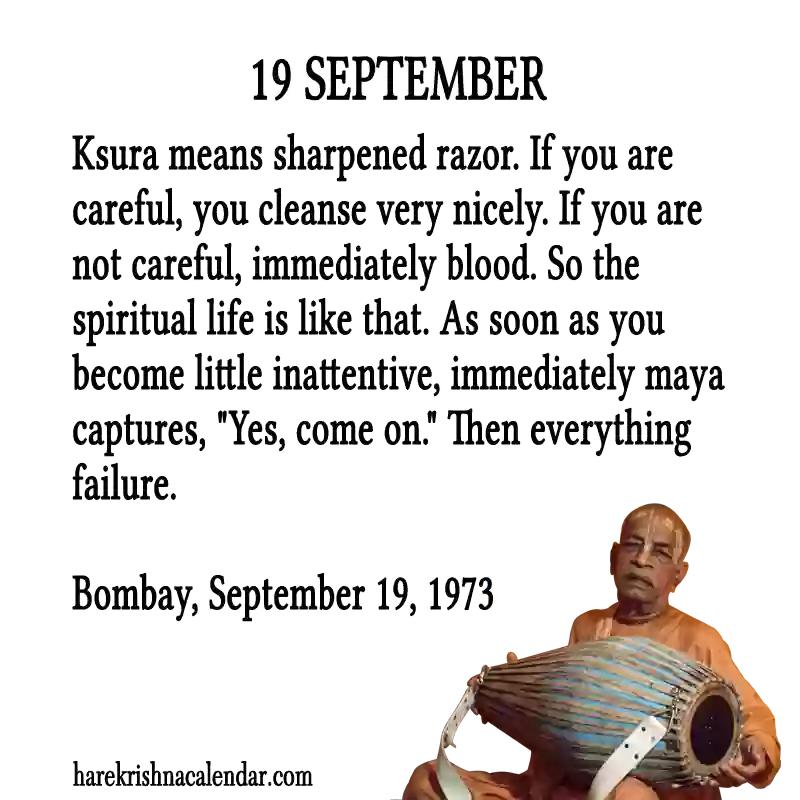 19 SEPTEMBER
Ksura means sharpened razor. If you are
careful, you cleanse very nicely. If you are
not careful, immediately blood. So the
spiritual life is like that. As soon as you
become little inattentive, immediately maya
captures, "Yes, come on." Then everything
failure.
Bombay, September 19, 1973
harekrishnacalendar.com